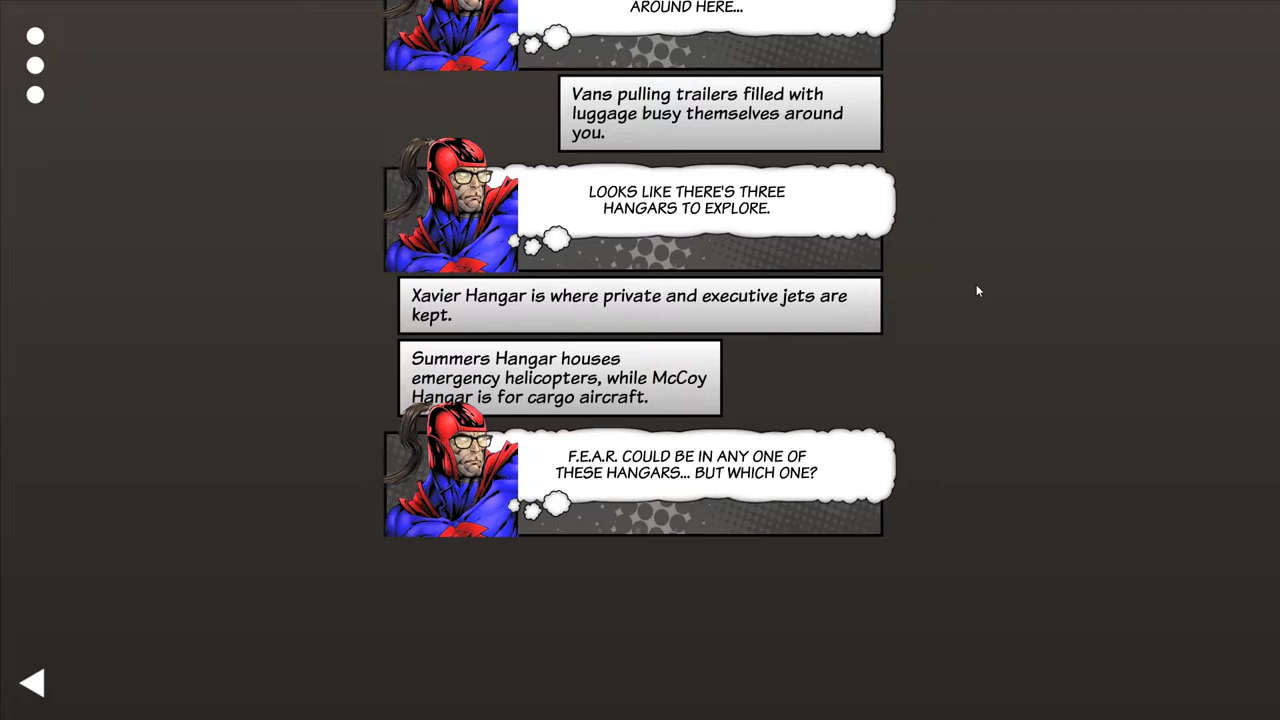 AROUND HERE...
Vans pulling trailers filled with
luggage busy themselves around
you.
LOOKS LIKE THERE'S THREE
HANGARS TO EXPLORE.
Xavier Hangar is where private and executive jets are
kept.
Summers Hangar houses
emergency helicopters, while McCoy
Hangar is for cargo aircraft.
F.E.A.R. COULD BE IN ANY ONE OF
THESE HANGARS... BUT WHICH ONE?